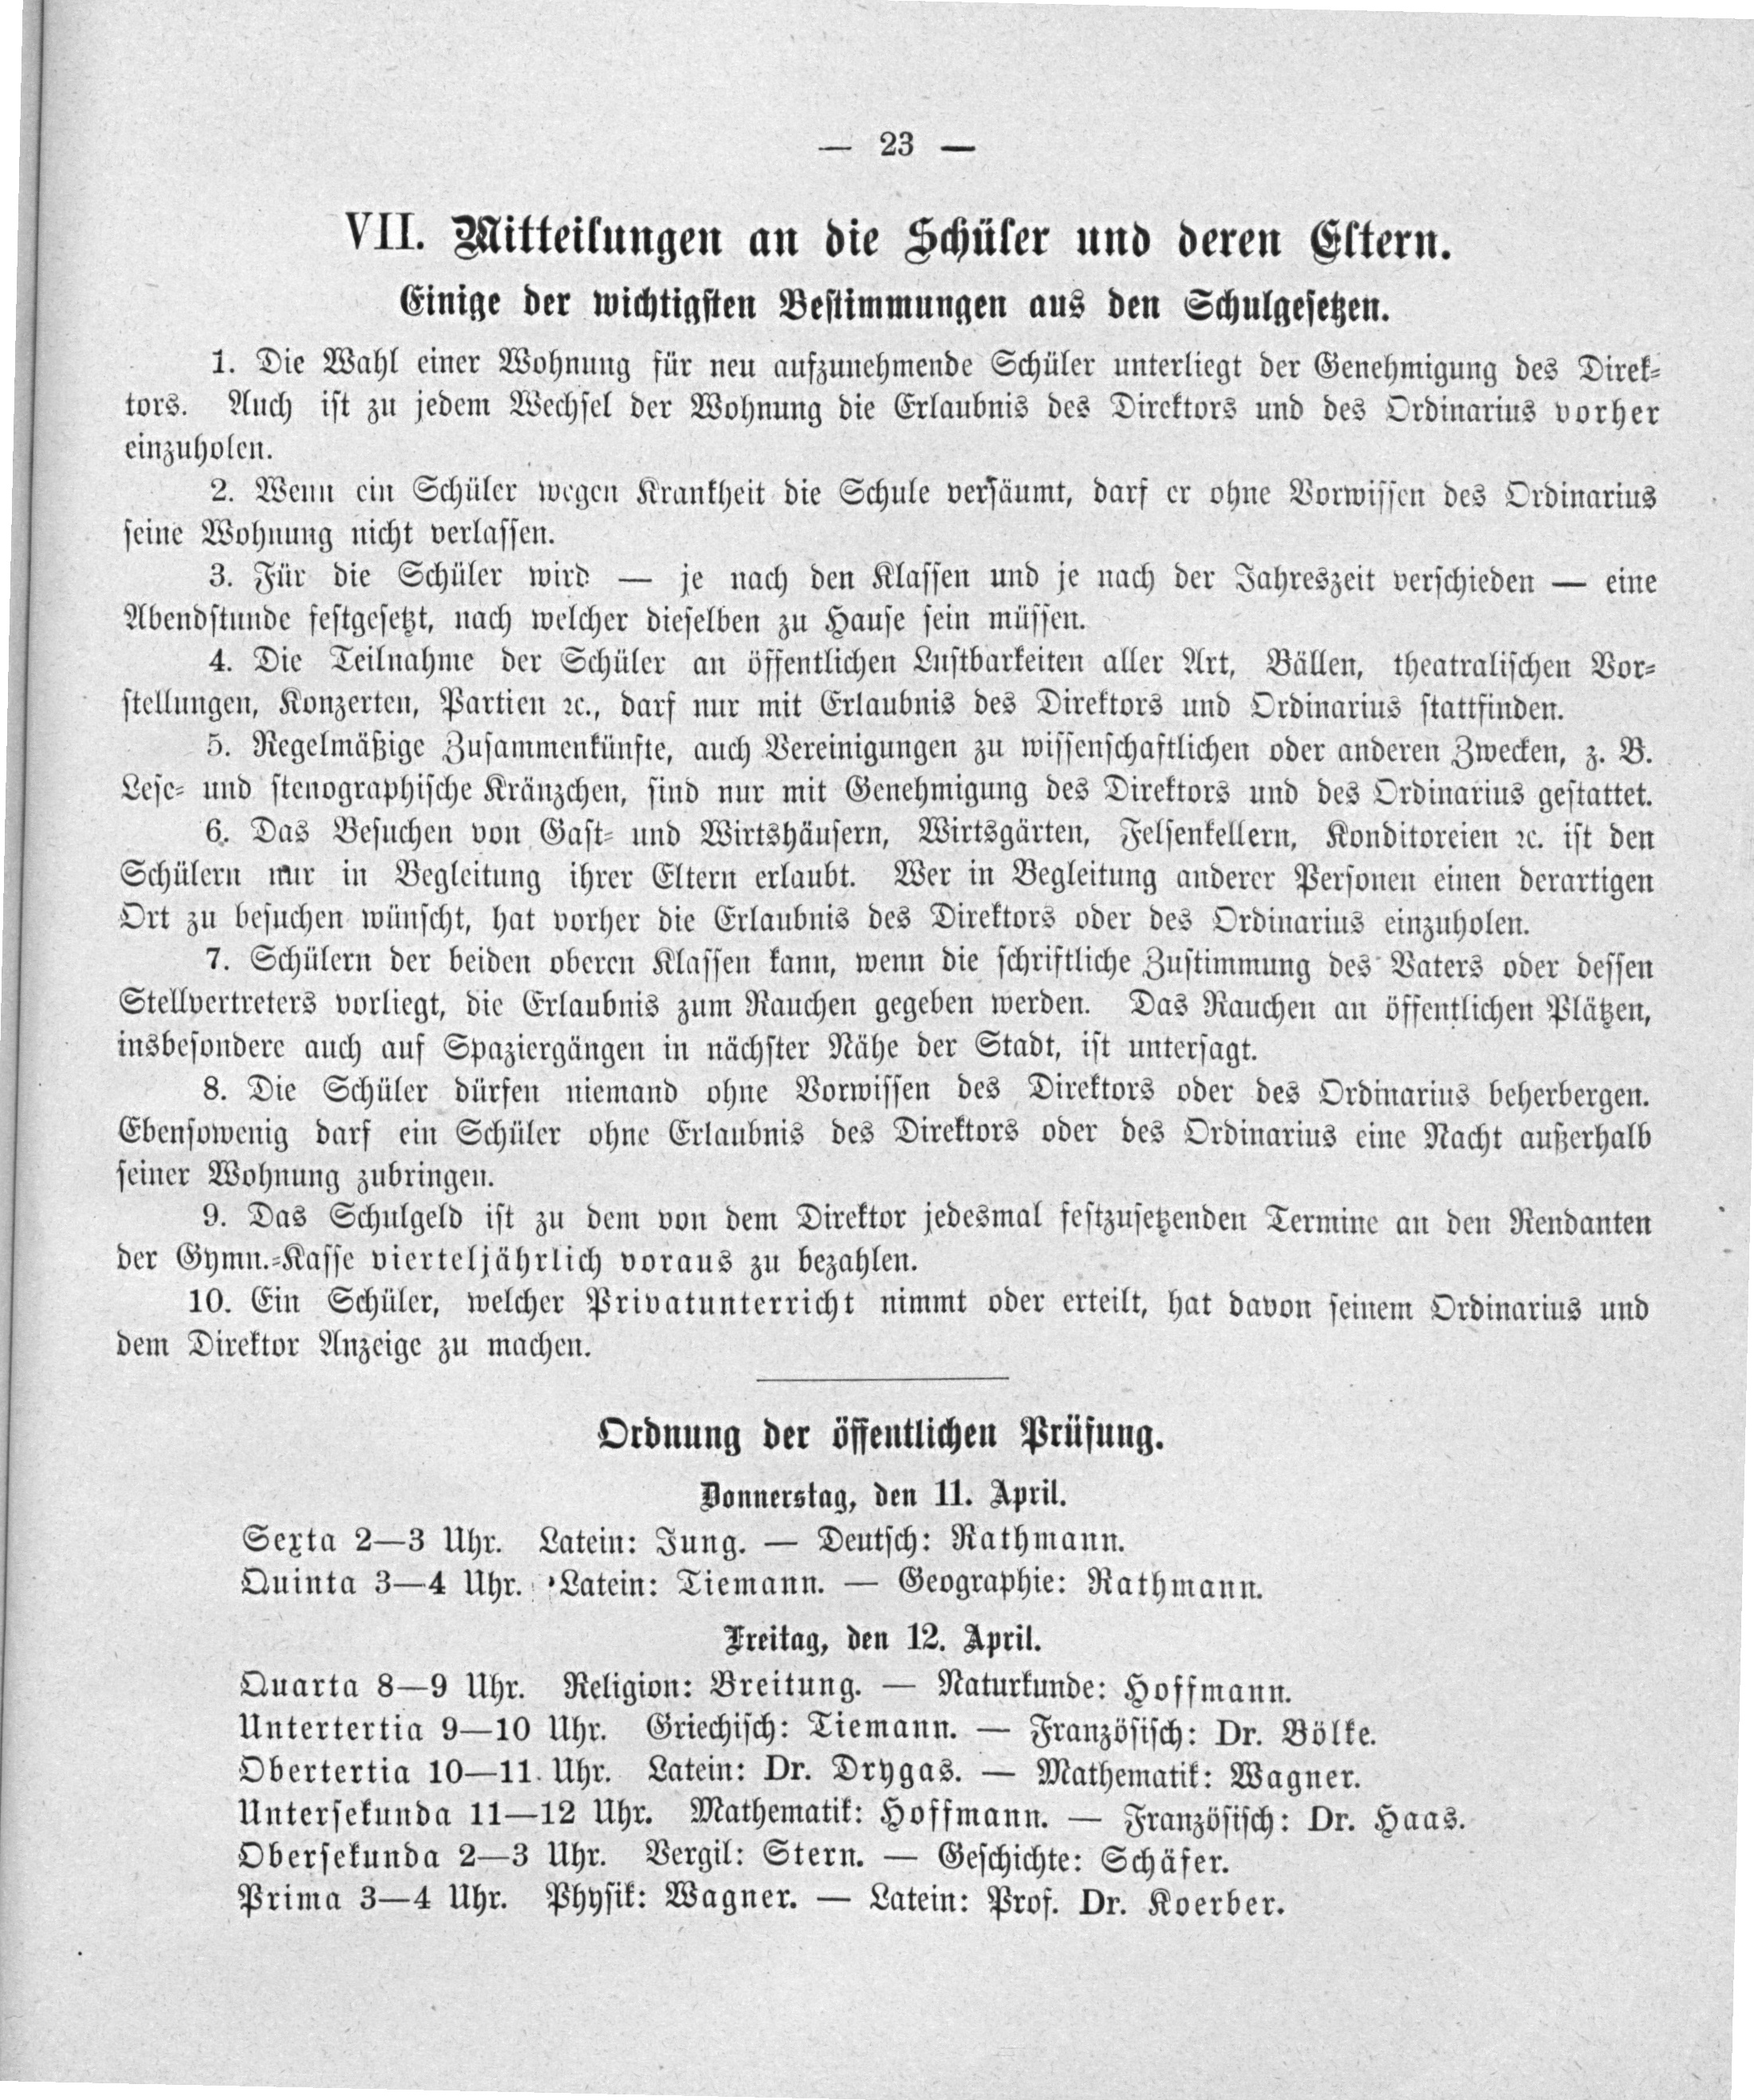 — 23 —
VII. Mitteilungen an die Schüler und deren Eltern.
Einige der wichtigsten Bestimmungen aus den Schulgesetzen.
1. Die Wahl einer Wohnung für neu aufzunehmende Schüler unterliegt der Genehmigung des Direk-
tors. Auch ist zu jedem Wechsel der Wohnung die Erlaubnis des Direktors und des Ordinarius vorher
einzuholen.
2. Wenn ein Schüler wegen Krankheit die Schule versäumt, darf er ohne Vorwissen des Ordinarius
seine Wohnung nicht verlassen.
3. Für die Schüler wird — je nach den Klassen und je nach der Jahreszeit verschieden — eine
Abendstunde festgesetzt, nach welcher dieselben zu Hause sein müssen.
4. Die Teilnahme der Schüler an öffentlichen Lustbarkeiten aller Art, Bällen, theatralischen Vor-
stellungen, Konzerten, Partien ꝛc., darf nur mit Erlaubnis des Direktors und Ordinarius stattfinden.
5. Regelmäßige Zusammenkünfte, auch Vereinigungen zu wissenschaftlichen oder anderen Zwecken, z. B.
Lese- und stenographische Kränzchen, sind nur mit Genehmigung des Direktors und des Ordinarius gestattet.
6. Das Besuchen von Gast- und Wirtshäusern, Wirtsgärten, Felsenkellern, Konditoreien ꝛc. ist den
Schülern nur in Begleitung ihrer Eltern erlaubt. Wer in Begleitung anderer Personen einen derartigen
Ort zu besuchen wünscht, hat vorher die Erlaubnis des Direktors oder des Ordinarius einzuholen.
7. Schülern der beiden oberen Klassen kann, wenn die schriftliche Zustimmung des Vaters oder dessen
Stellvertreters vorliegt, die Erlaubnis zum Rauchen gegeben werden. Das Rauchen an öffentlichen Plätzen,
insbesondere auch auf Spaziergängen in nächster Nähe der Stadt, ist untersagt.
8. Die Schüler dürfen niemand ohne Vorwissen des Direktors oder des Ordinarius beherbergen.
Ebensowenig darf ein Schüler ohne Erlaubnis des Direktors oder des Ordinarius eine Nacht außerhalb
seiner Wohnung zubringen.
9. Das Schulgeld ist zu dem von dem Direktor jedesmal festzusetzenden Termine an den Rendanten
der Gymn.-Kasse vierteljährlich voraus zu bezahlen.
10. Ein Schüler, welcher Privatunterricht nimmt oder erteilt, hat davon seinem Ordinarius und
dem Direktor Anzeige zu machen.
Ordnung der öffentlichen Prüfung.
Donnerstag, den 11. April.
Sexta 2—3 Uhr. Latein: Jung. — Deutsch: Rathmann.
Quinta 3—4 Uhr. Latein: Tiemann. — Geographie: Rathmann.
Freitag, den 12. April.
Quarta 8—9 Uhr. Religion: Breitung. — Naturkunde: Hoffmann.
Untertertia 9—10 Uhr. Griechisch: Tiemann. — Französisch: Dr. Bölke.
Obertertia 10—11 Uhr. Latein: Dr. Drygas. — Mathematik: Wagner.
Untersekunda 11—12 Uhr. Mathematik: Hoffmann. — Französisch: Dr. Haas.
Obersekunda 2—3 Uhr. Vergil: Stern. — Geschichte: Schäfer.
Prima 3—4 Uhr. Physik: Wagner. — Latein: Prof. Dr. Koerber.